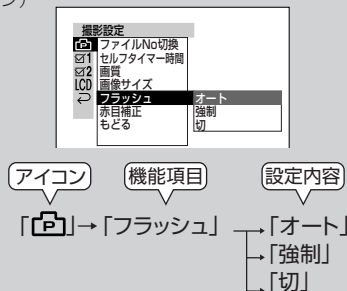 ン)
撮影設定
P ファイルNo切換
☑1 セルフタイマー時間
☑2 画質
LCD 画像サイズ
フラッシュ オート
赤目補正 強制
もどる 切
アイコン 機能項目 設定内容
「P」→「フラッシュ」 「オート」
「強制」
「切」